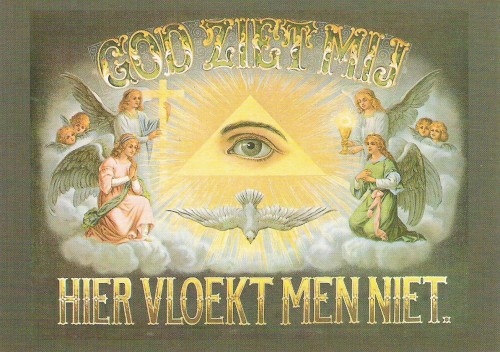 GOD ZIET MIJ
HIER VLOEKT MEN NIET.